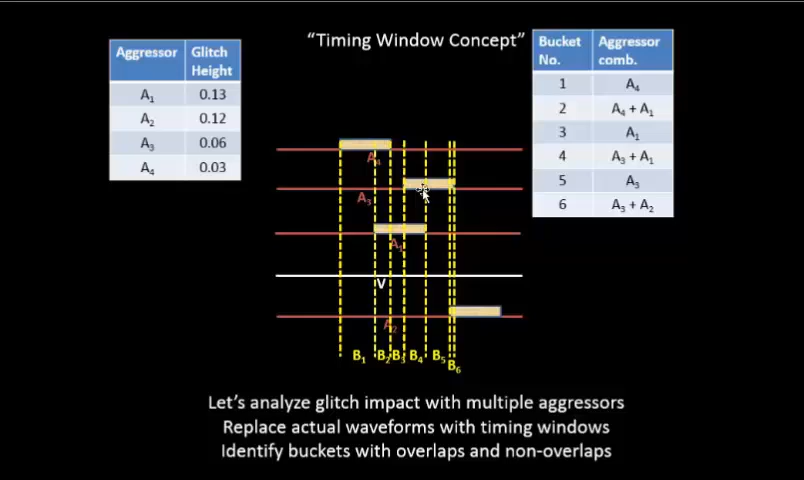 “Timing Window Concept”
Aggressor Glitch Height
A1 0.13
A2 0.12
A3 0.06
A4 0.03
Bucket No. Aggressor comb.
1 A4
2 A4 + A1
3 A1
4 A3 + A1
5 A3
6 A3 + A2
A4
A3
A1
V
A2
B1 B2 B3 B4 B5 B6
Let’s analyze glitch impact with multiple aggressors
Replace actual waveforms with timing windows
Identify buckets with overlaps and non-overlaps